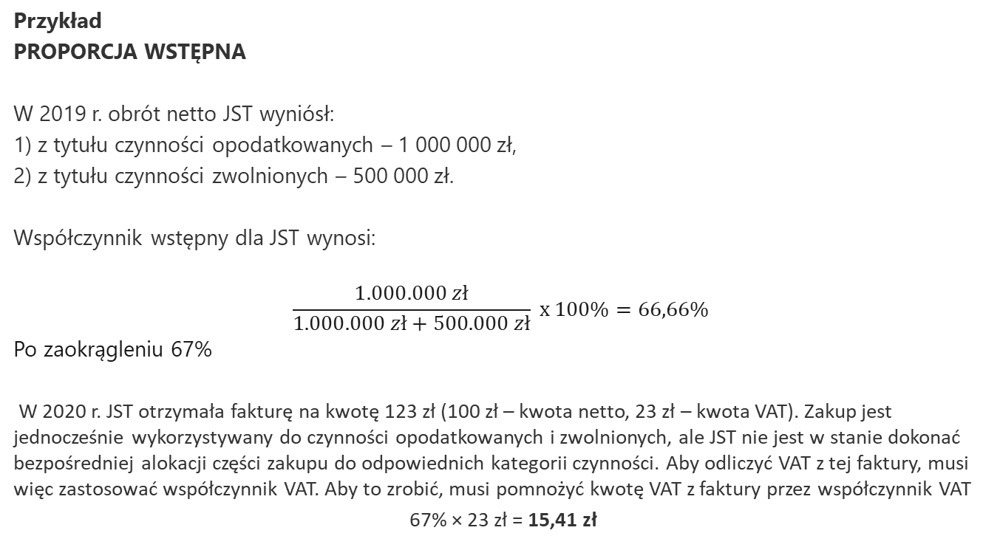 Przykład
PROPORCJA WSTĘPNA
W 2019 r. obrót netto JST wyniósł:
1) z tytułu czynności opodatkowanych – 1 000 000 zł,
2) z tytułu czynności zwolnionych – 500 000 zł.
Współczynnik wstępny dla JST wynosi:
1.000.000 zł
1.000.000 zł + 500.000 zł
x 100% = 66,66%
Po zaokrągleniu 67%
W 2020 r. JST otrzymała fakturę na kwotę 123 zł (100 zł – kwota netto, 23 zł – kwota VAT). Zakup jest
jednocześnie wykorzystywany do czynności opodatkowanych i zwolnionych, ale JST nie jest w stanie dokonać
bezpośredniej alokacji części zakupu do odpowiednich kategorii czynności. Aby odliczyć VAT z tej faktury, musi
więc zastosować współczynnik VAT. Aby to zrobić, musi pomnożyć kwotę VAT z faktury przez współczynnik VAT
67% × 23 zł = 15,41 zł